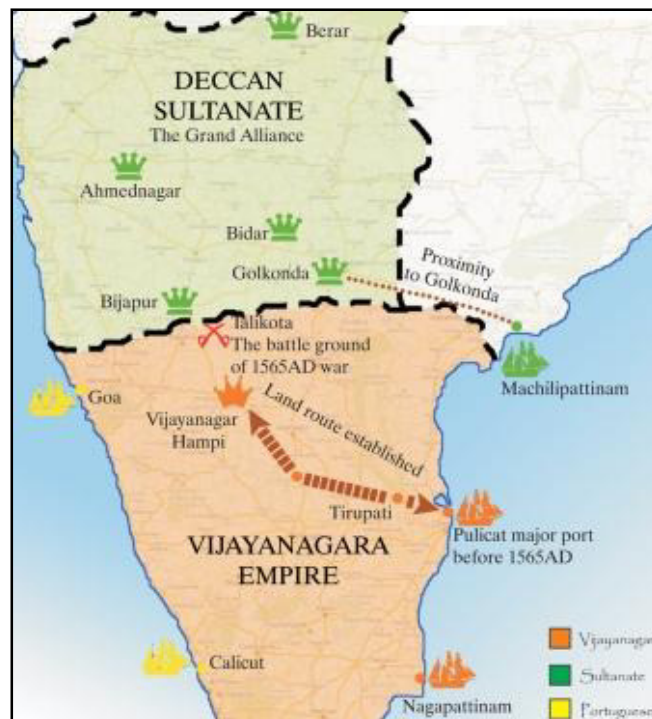 Berar
DECCAN
SULTANATE
The Grand Alliance
Ahmednagar
Bidar
Golkonda
Proximity
to Golkonda
Bijapur
Talikota
The battle ground
of 1565AD war
Machilipattinam
Goa
Vijayanagar
Hampi
Land route established
Tirupati
Pulicat major port
before 1565AD
VIJAYANAGARA
EMPIRE
Calicut
Nagapattinam
Vijayanagar
Sultanate
Portuguese